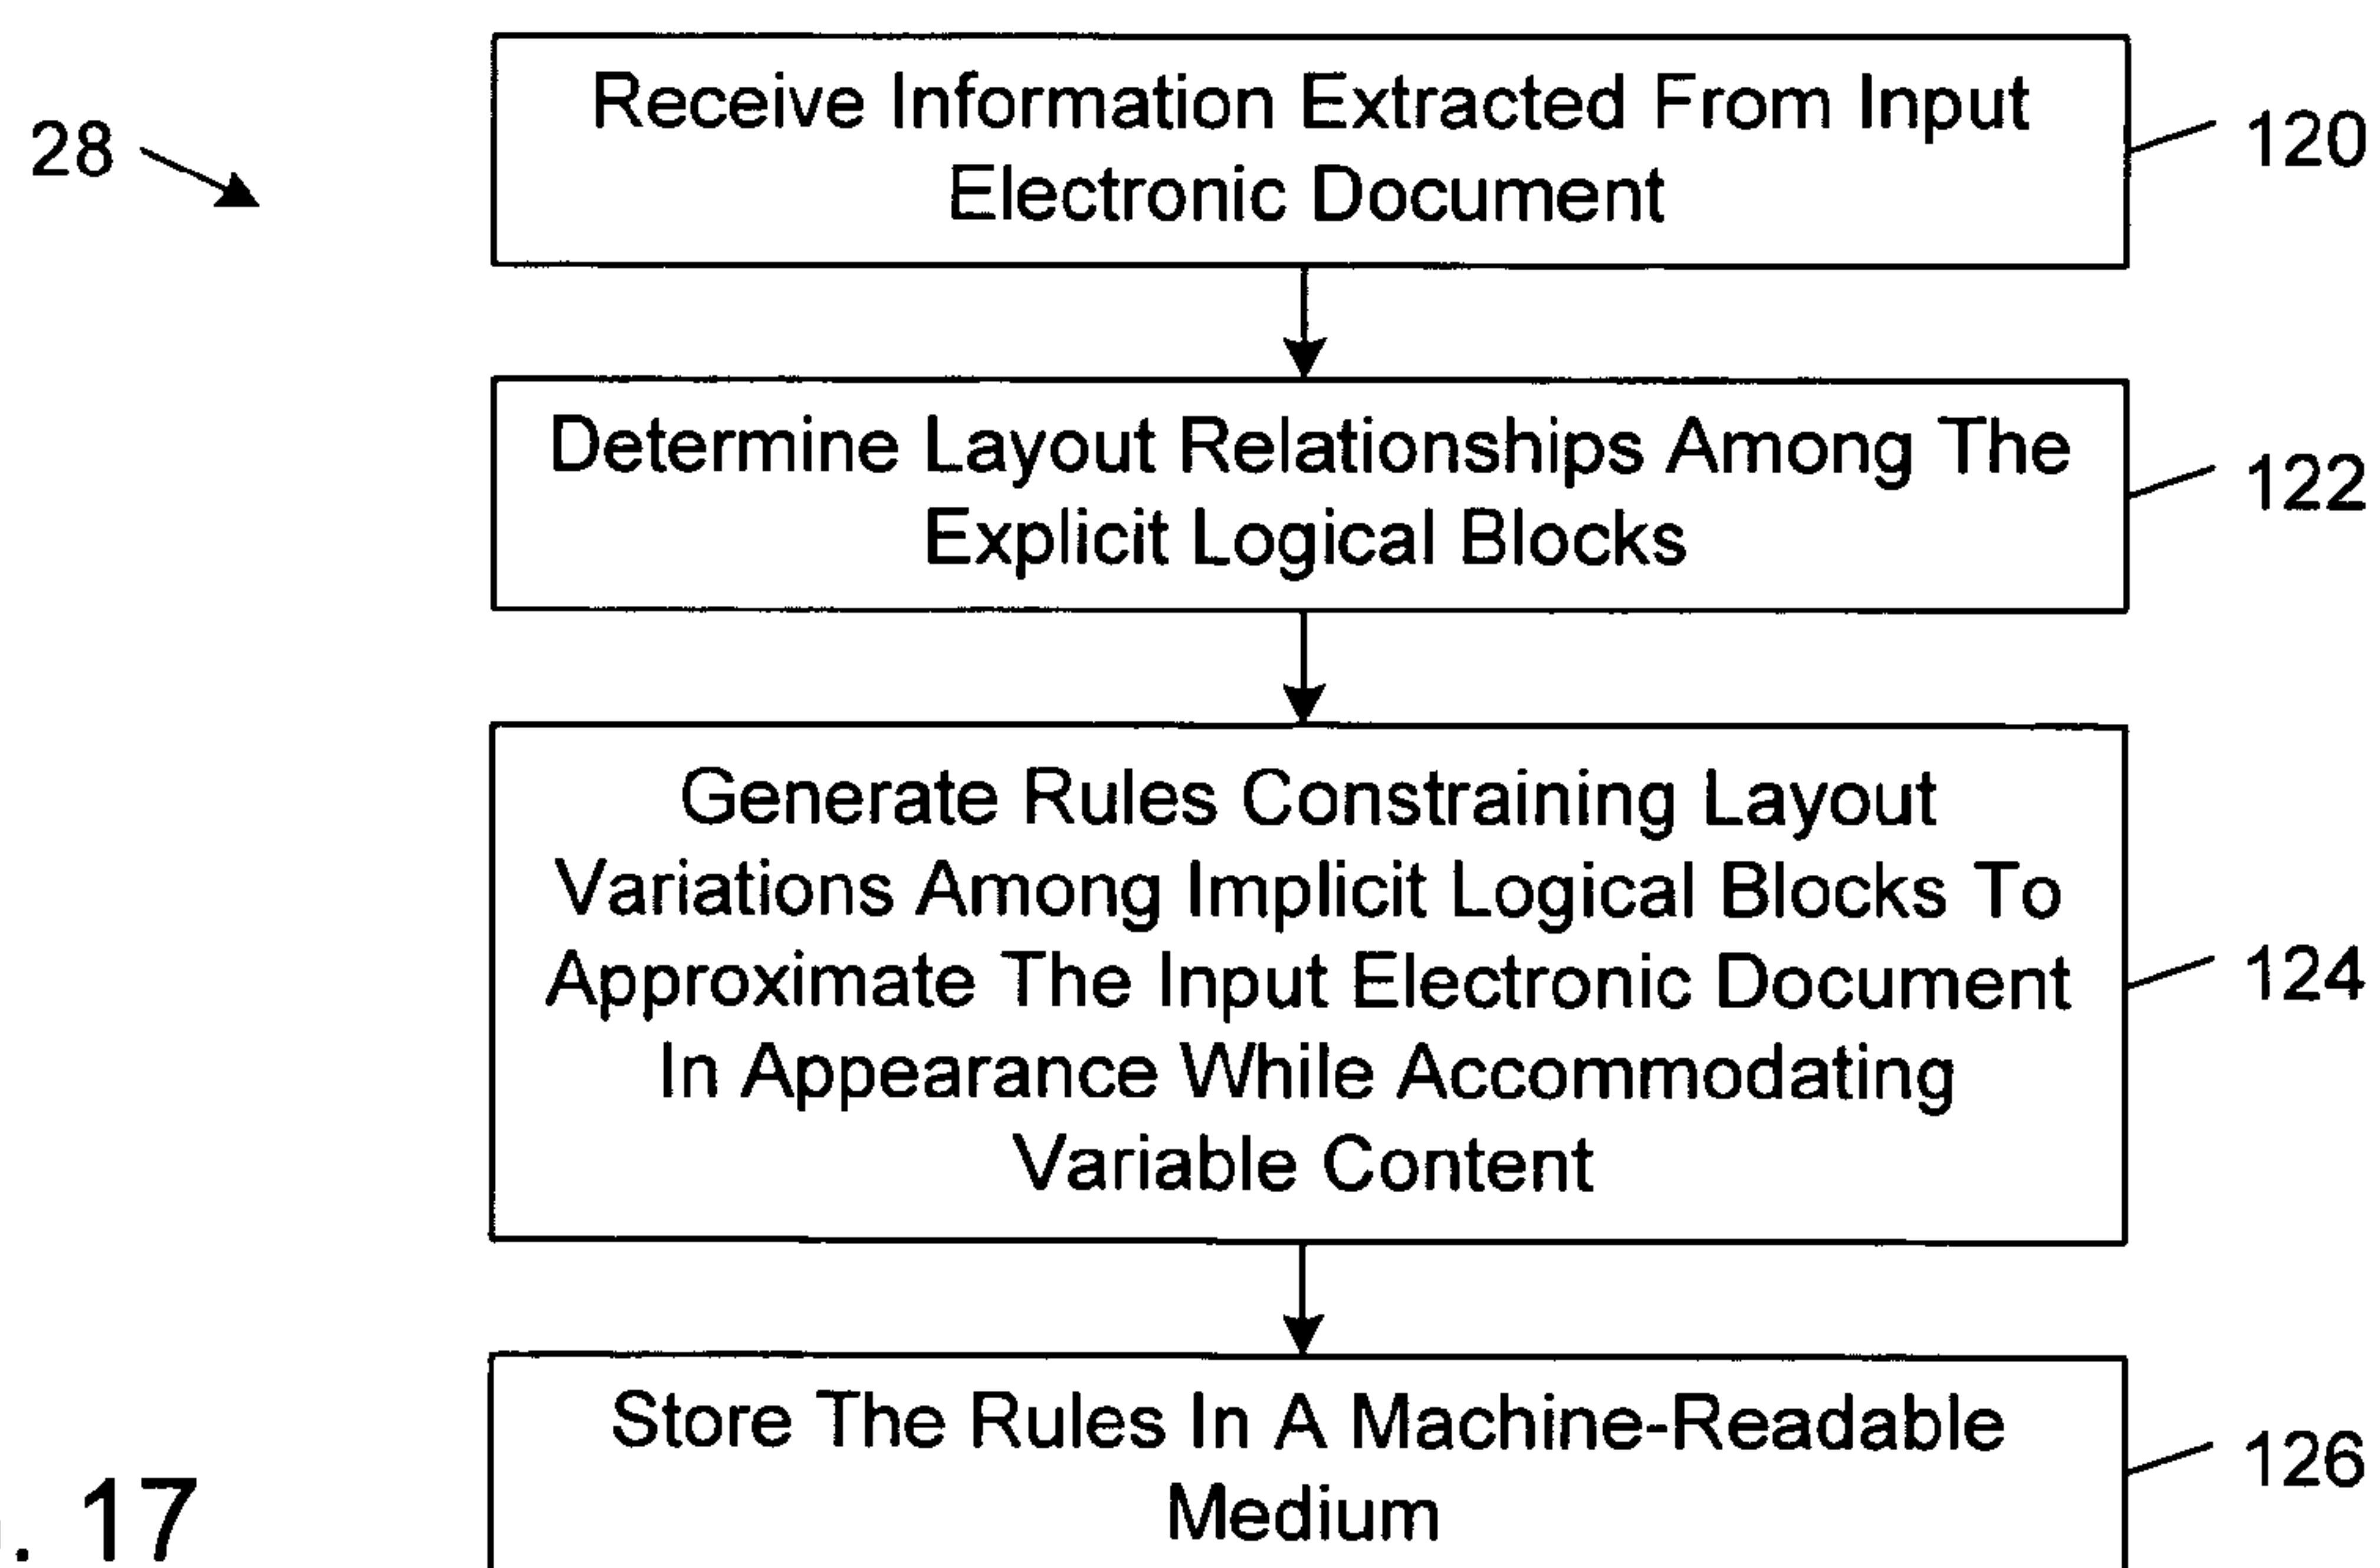 Receive Information Extracted From Input
Electronic Document
120
28
Determine Layout Relationships Among The
Explicit Logical Blocks
122
Generate Rules Constraining Layout
Variations Among Implicit Logical Blocks To
Approximate The Input Electronic Document
In Appearance While Accommodating
Variable Content
124
Store The Rules In A Machine-Readable
Medium
126
. 17